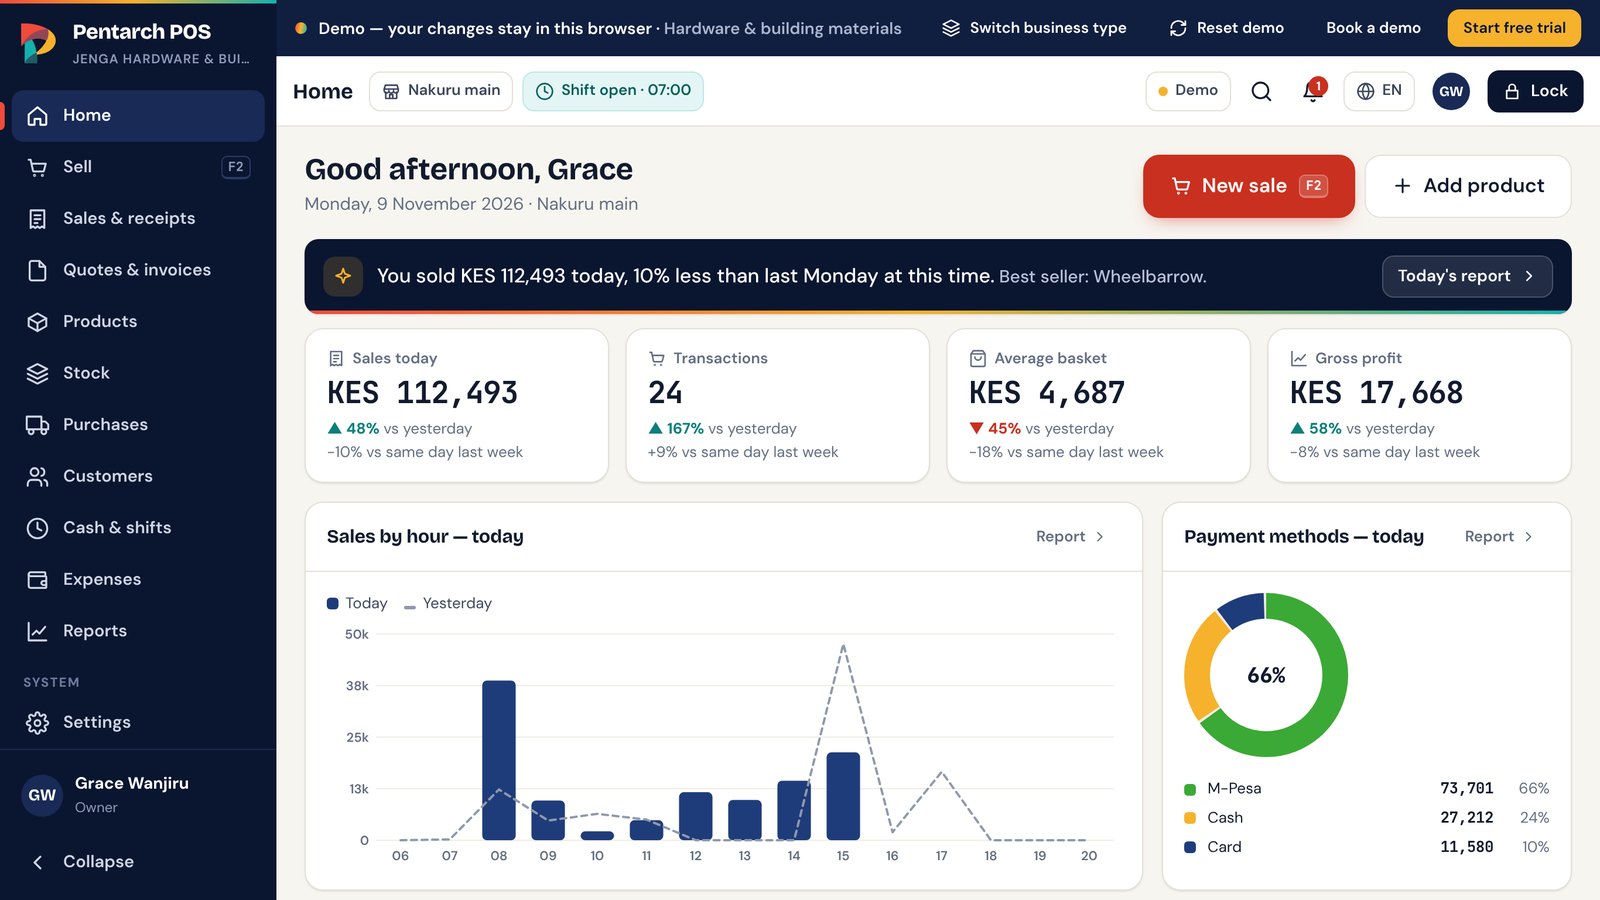 Pentarch POS
JENGA HARDWARE & BUI...
Home
Sell F2
Sales & receipts
Quotes & invoices
Products
Stock
Purchases
Customers
Cash & shifts
Expenses
Reports
SYSTEM
Settings
GW Grace Wanjiru
Owner
Collapse
Demo — your changes stay in this browser · Hardware & building materials Switch business type Reset demo Book a demo Start free trial
Home Nakuru main Shift open · 07:00 Demo 1 EN GW Lock
Good afternoon, Grace
Monday, 9 November 2026 · Nakuru main
New sale F2 Add product
You sold KES 112,493 today, 10% less than last Monday at this time. Best seller: Wheelbarrow. Today's report
Sales today
KES 112,493
▲ 48% vs yesterday
-10% vs same day last week
Transactions
24
▲ 167% vs yesterday
+9% vs same day last week
Average basket
KES 4,687
▼ 45% vs yesterday
-18% vs same day last week
Gross profit
KES 17,668
▲ 58% vs yesterday
-8% vs same day last week
Sales by hour — today Report
Today Yesterday
50k
38k
25k
13k
0
06 07 08 09 10 11 12 13 14 15 16 17 18 19 20
Payment methods — today Report
66%
M-Pesa 73,701 66%
Cash 27,212 24%
Card 11,580 10%